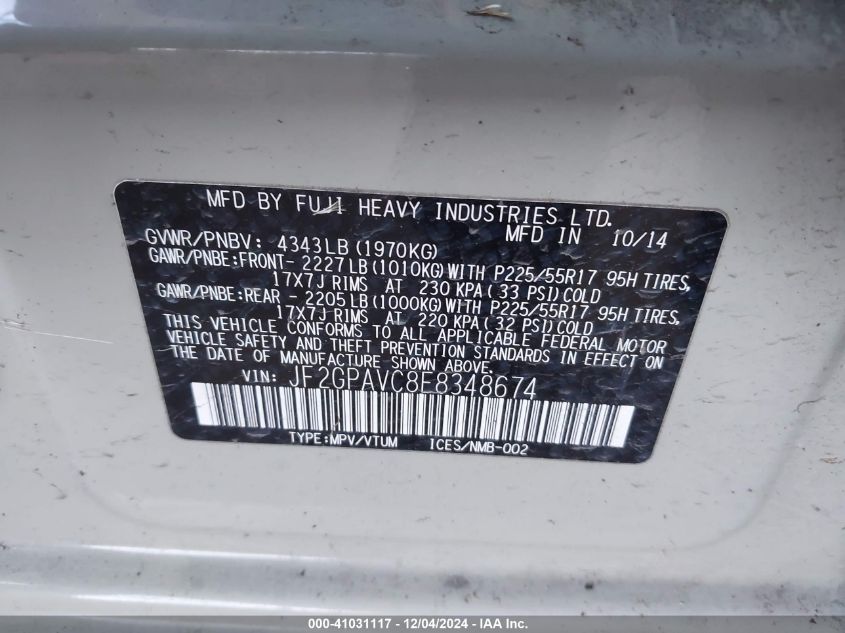 MFD BY FUJI HEAVY INDUSTRIES LTD.
MFD IN 10/14
GVWR/PNBV: 4343LB(1970KG)
GAWR/PNBE:FRONT- 2227LB(1010KG)WITH P225/55R17 95H TIRES,
17X7J RIMS AT 230 KPA( 33 PSI)COLD
GAWR/PNBE:REAR - 2205LB(1000KG)WITH P225/55R17 95H TIRES,
17X7J RIMS AT 220 KPA( 32 PSI)COLD
THIS VEHICLE CONFORMS TO ALL APPLICABLE FEDERAL MOTOR
VEHICLE SAFETY AND THEFT PREVENTION STANDARDS IN EFFECT ON
THE DATE OF MANUFACTURE SHOWN ABOVE.
VIN: JF2GPAVC8E8348674
TYPE:MPV/VTUM ICES/NMB-002
000-41031117 - 12/04/2024 - IAA Inc.